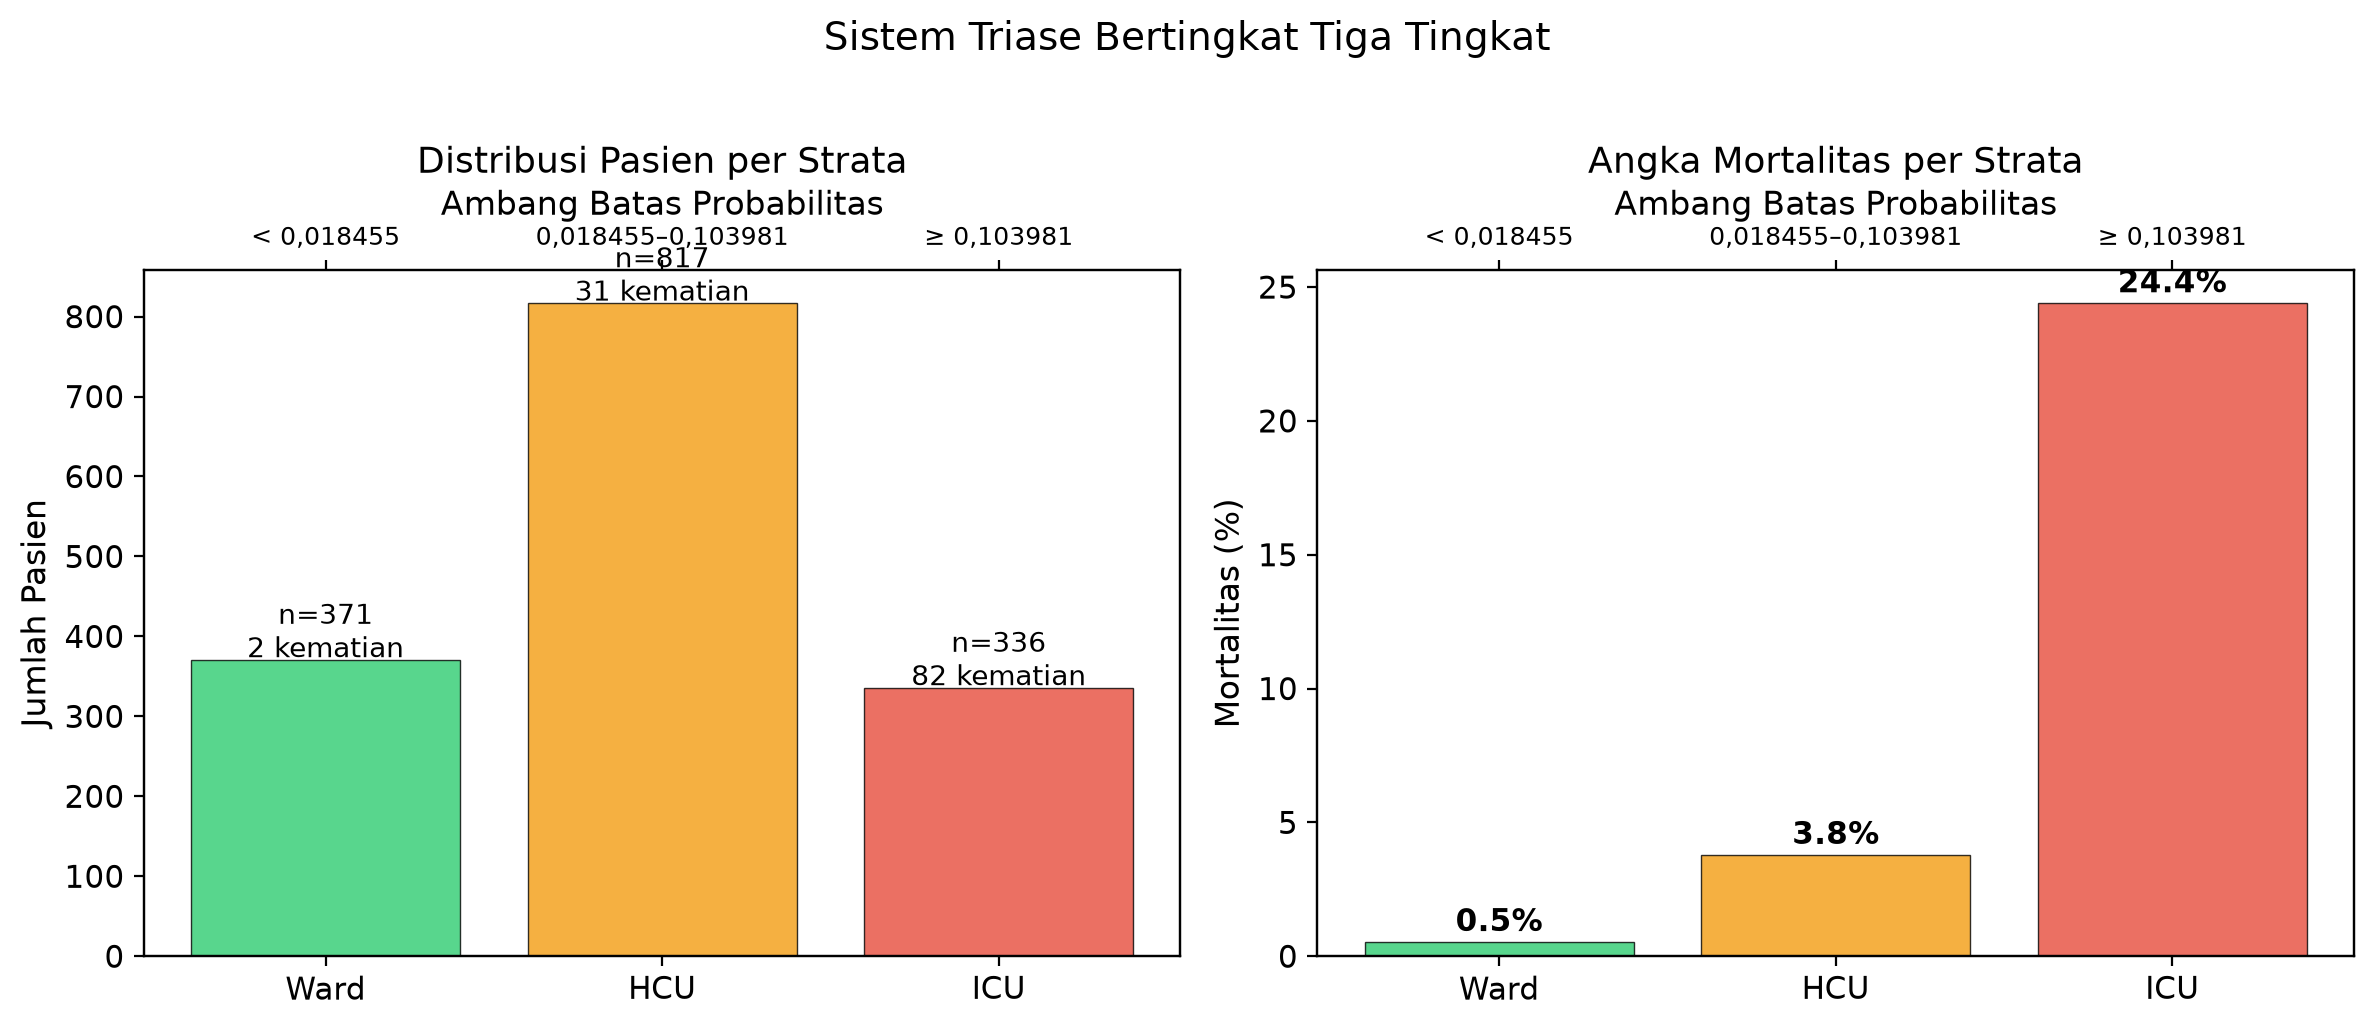 Sistem Triase Bertingkat Tiga Tingkat
Distribusi Pasien per Strata
Ambang Batas Probabilitas
< 0,018455 0,018455–0,103981 ≥ 0,103981
n=817
31 kematian
n=371
2 kematian
n=336
82 kematian
Jumlah Pasien
800
700
600
500
400
300
200
100
0
Ward HCU ICU
Angka Mortalitas per Strata
Ambang Batas Probabilitas
< 0,018455 0,018455–0,103981 ≥ 0,103981
24.4%
3.8%
0.5%
Mortalitas (%)
25
20
15
10
5
0
Ward HCU ICU